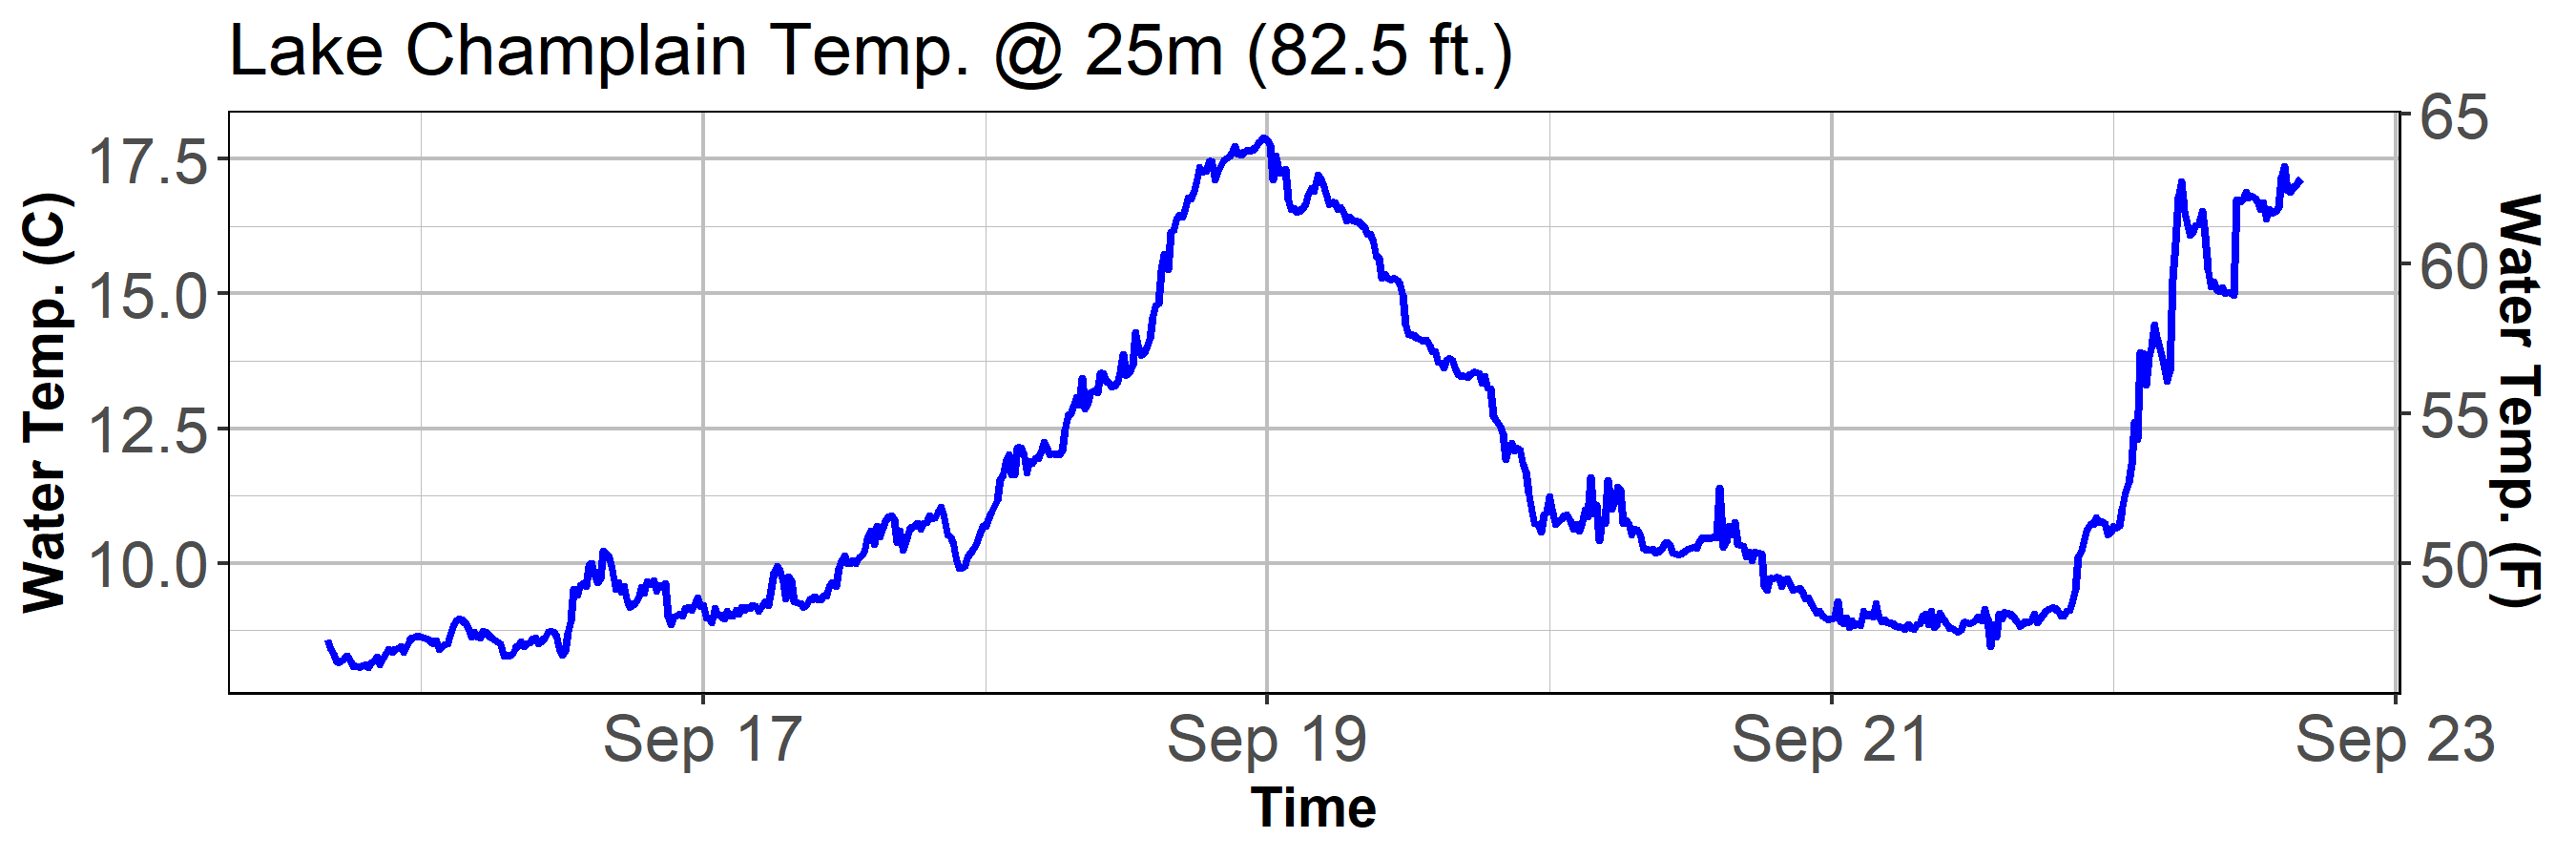 Lake Champlain Temp. @ 25m (82.5 ft.)
Water Temp. (C)
17.5
15.0
12.5
10.0
65
60
55
50
Water Temp. (F)
Sep 17
Sep 19
Sep 21
Sep 23
Time